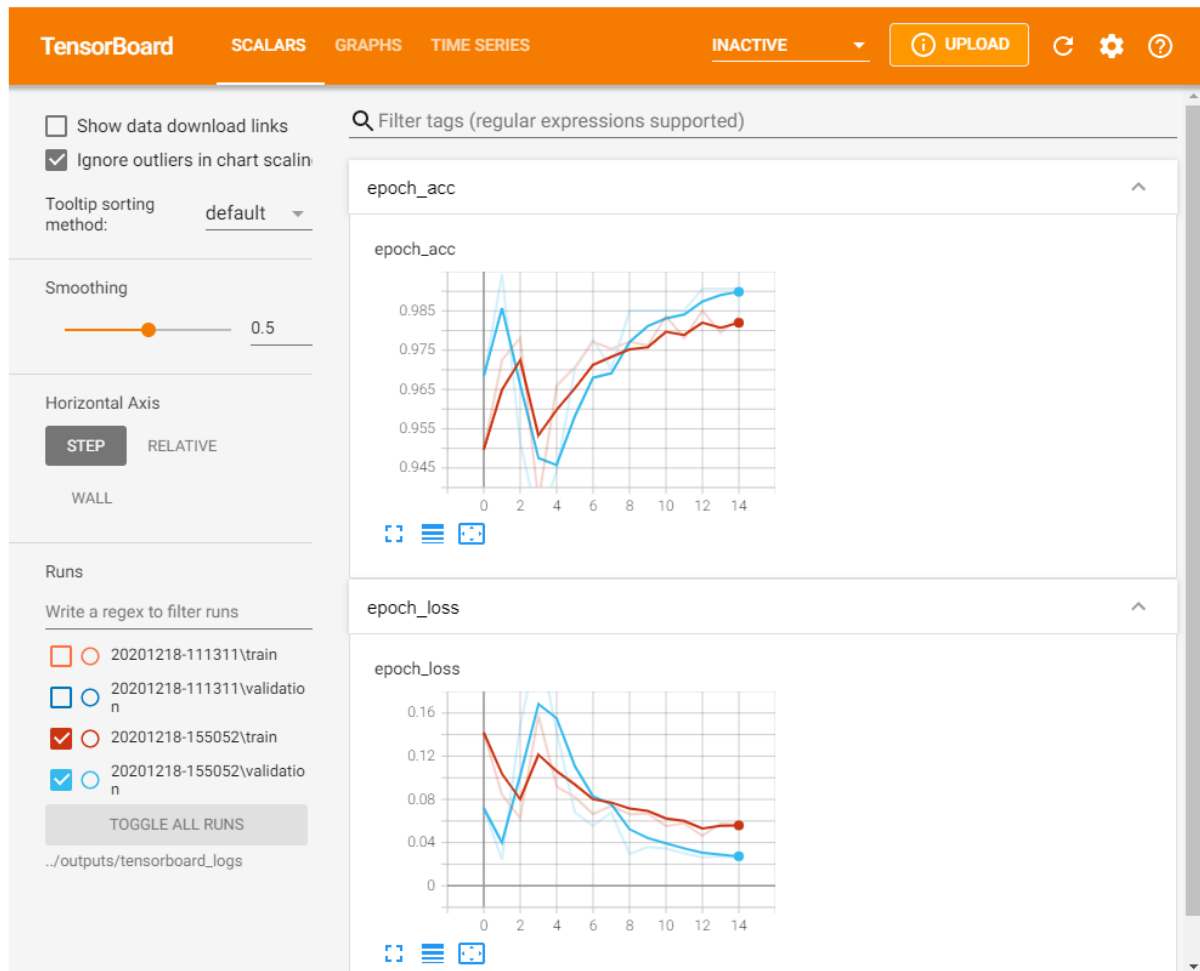 TensorBoard SCALARS GRAPHS TIME SERIES INACTIVE UPLOAD
Show data download links
Ignore outliers in chart scalin
Tooltip sorting
method:
default
Smoothing
0.5
Horizontal Axis
STEP RELATIVE
WALL
Runs
Write a regex to filter runs
20201218-111311\train
20201218-111311\validatio
n
20201218-155052\train
20201218-155052\validatio
n
TOGGLE ALL RUNS
../outputs/tensorboard_logs
Filter tags (regular expressions supported)
epoch_acc
epoch_acc
0.985
0.975
0.965
0.955
0.945
0 2 4 6 8 10 12 14
epoch_loss
epoch_loss
0.16
0.12
0.08
0.04
0
0 2 4 6 8 10 12 14